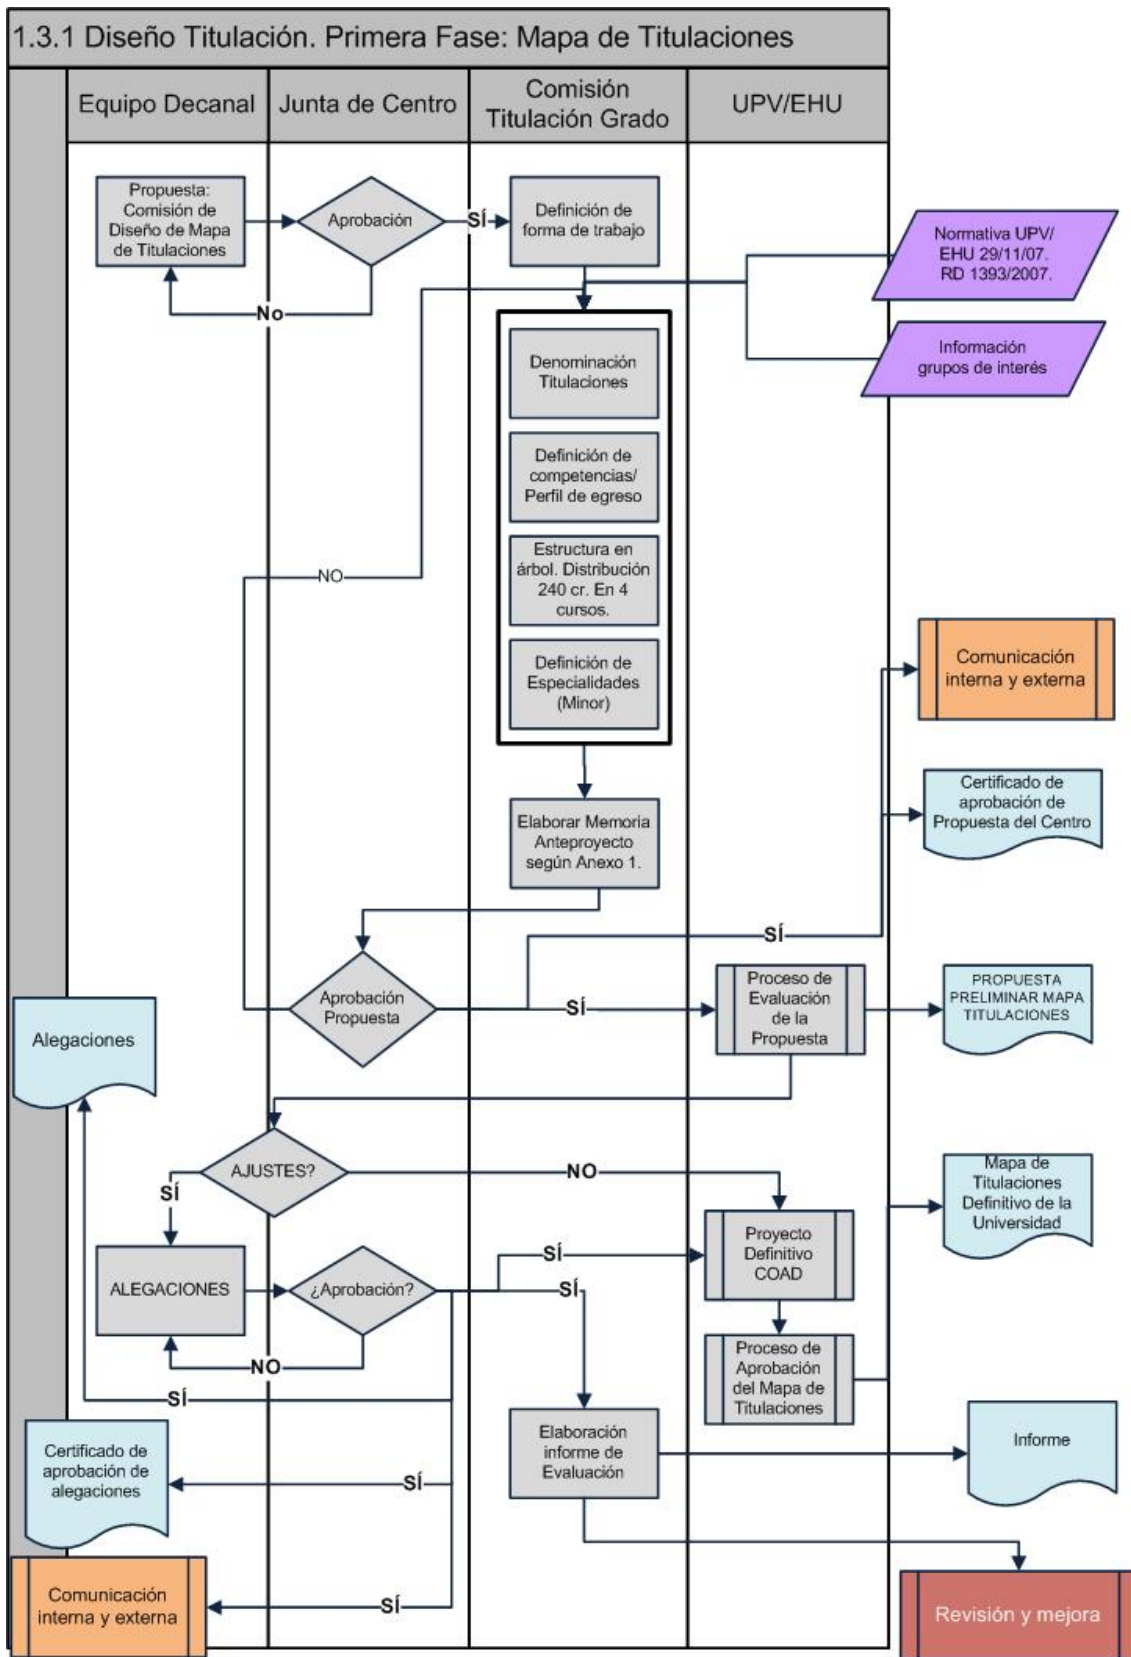 1.3.1 Diseño Titulación. Primera Fase: Mapa de Titulaciones
Equipo Decanal
Junta de Centro
Comisión
Titulación Grado
UPV/EHU
Propuesta:
Comisión de
Diseño de Mapa
de Titulaciones
Aprobación
SÍ
Definición de
forma de trabajo
No
Normativa UPV/
EHU 29/11/07.
RD 1393/2007.
Información
grupos de interés
Denominación
Titulaciones
Definición de
competencias/
Perfil de egreso
Estructura en
árbol. Distribución
240 cr. En 4
cursos.
NO
Definición de
Especialidades
(Minor)
Comunicación
interna y externa
Certificado de
aprobación de
Propuesta del Centro
Elaborar Memoria
Anteproyecto
según Anexo 1.
SÍ
Aprobación
Propuesta
SÍ
Proceso de
Evaluación
de la
Propuesta
PROPUESTA
PRELIMINAR MAPA
TITULACIONES
Alegaciones
AJUSTES?
SÍ
NO
Mapa de
Titulaciones
Definitivo de la
Universidad
Proyecto
Definitivo
COAD
ALEGACIONES
¿Aprobación?
SÍ
SÍ
NO
Proceso de
Aprobación
del Mapa de
Titulaciones
SÍ
Elaboración
informe de
Evaluación
Informe
Certificado de
aprobación de
alegaciones
SÍ
Comunicación
interna y externa
SÍ
Revisión y mejora